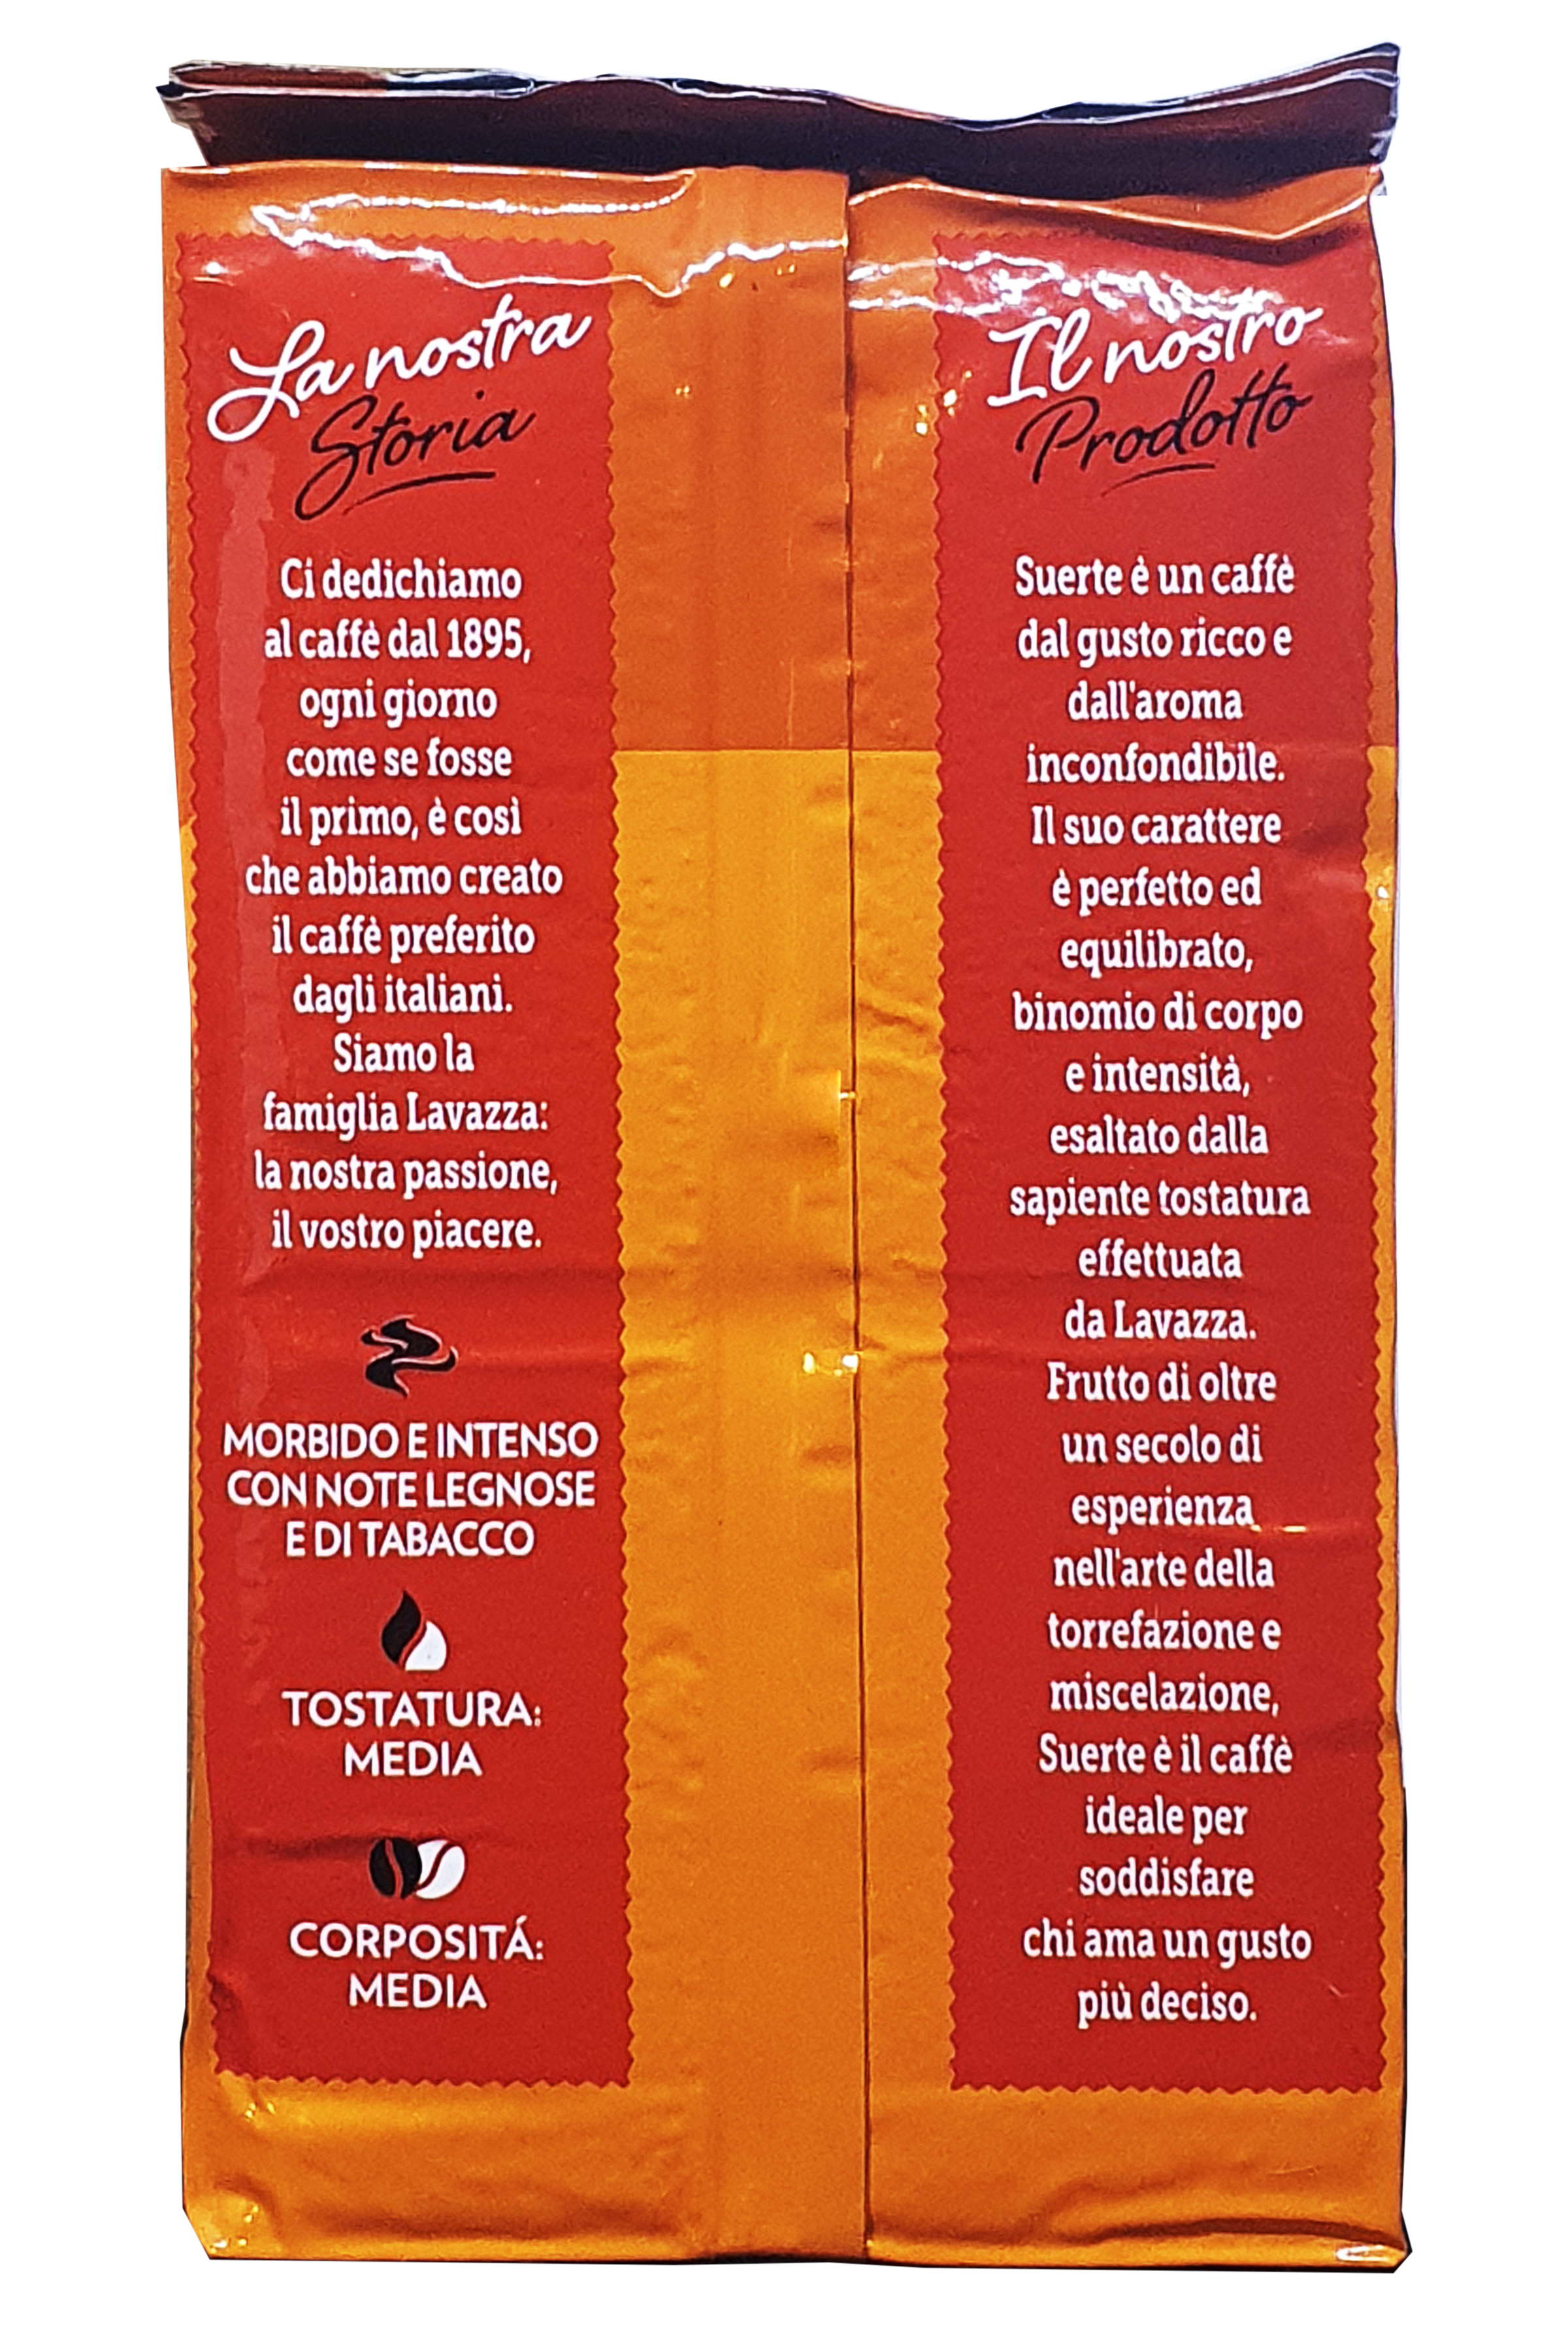 La nostra
Storia
Ci dedichiamo
al caffè dal 1895,
ogni giorno
come se fosse
il primo, è così
che abbiamo creato
il caffè preferito
dagli italiani.
Siamo la
famiglia Lavazza:
la nostra passione,
il vostro piacere.
MORBIDO E INTENSO
CON NOTE LEGNOSE
E DI TABACCO
TOSTATURA:
MEDIA
CORPOSITÁ:
MEDIA
Il nostro
Prodotto
Suerte è un caffè
dal gusto ricco e
dall'aroma
inconfondibile.
Il suo carattere
è perfetto ed
equilibrato,
binomio di corpo
e intensità,
esaltato dalla
sapiente tostatura
effettuata
da Lavazza.
Frutto di oltre
un secolo di
esperienza
nell'arte della
torrefazione e
miscelazione,
Suerte è il caffè
ideale per
soddisfare
chi ama un gusto
più deciso.